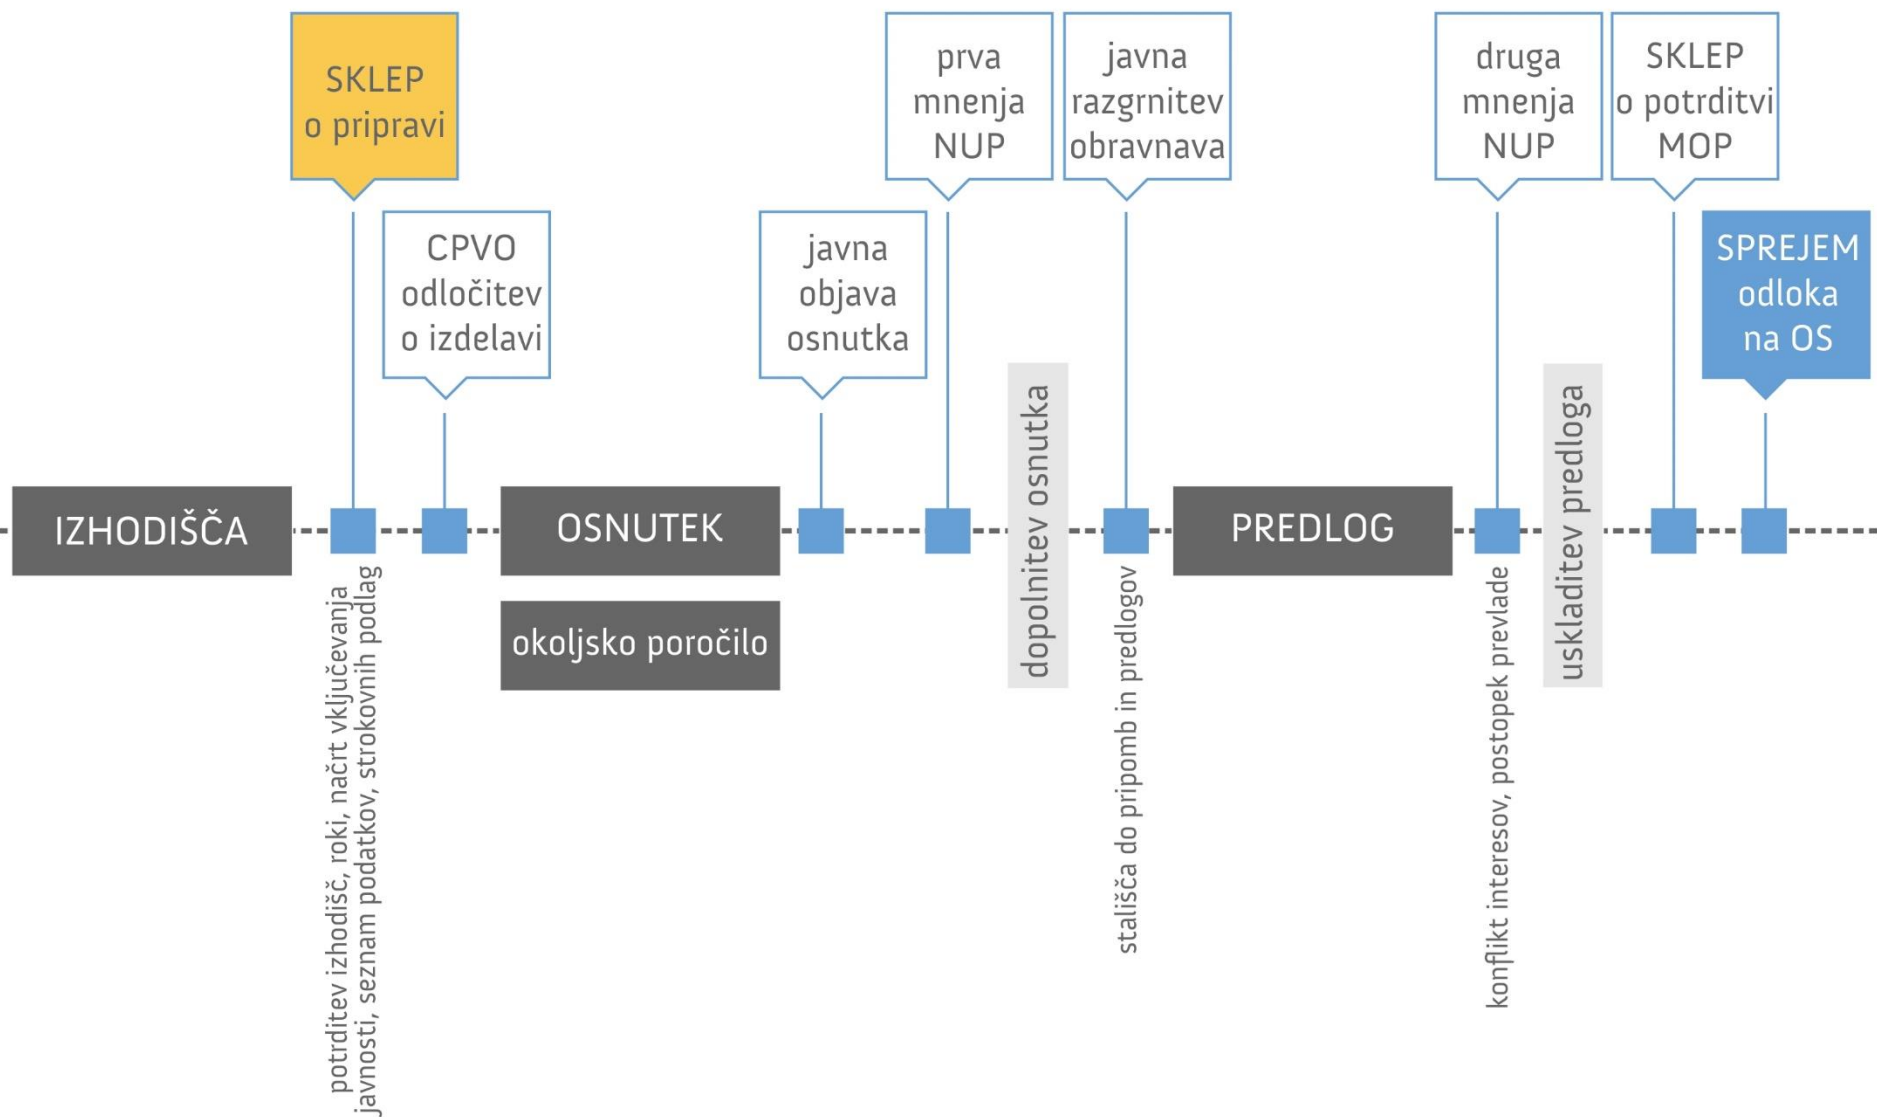 SKLEP
o pripravi
CPVO
odločitev
o izdelavi
javna
objava
osnutka
prva
mnenja
NUP
javna
razgrnitev
obravnava
druga
mnenja
NUP
SKLEP
o potrditvi
MOP
SPREJEM
odloka
na OS
IZHODIŠČA
OSNUTEK
okoljsko poročilo
dopolnitev osnutka
PREDLOG
uskladitev predloga
potrditev izhodišč, roki, načrt vključevanja
javnosti, seznam podatkov, strokovnih podlag
stališča do pripomb in predlogov
konflikt interesov, postopek prevlade